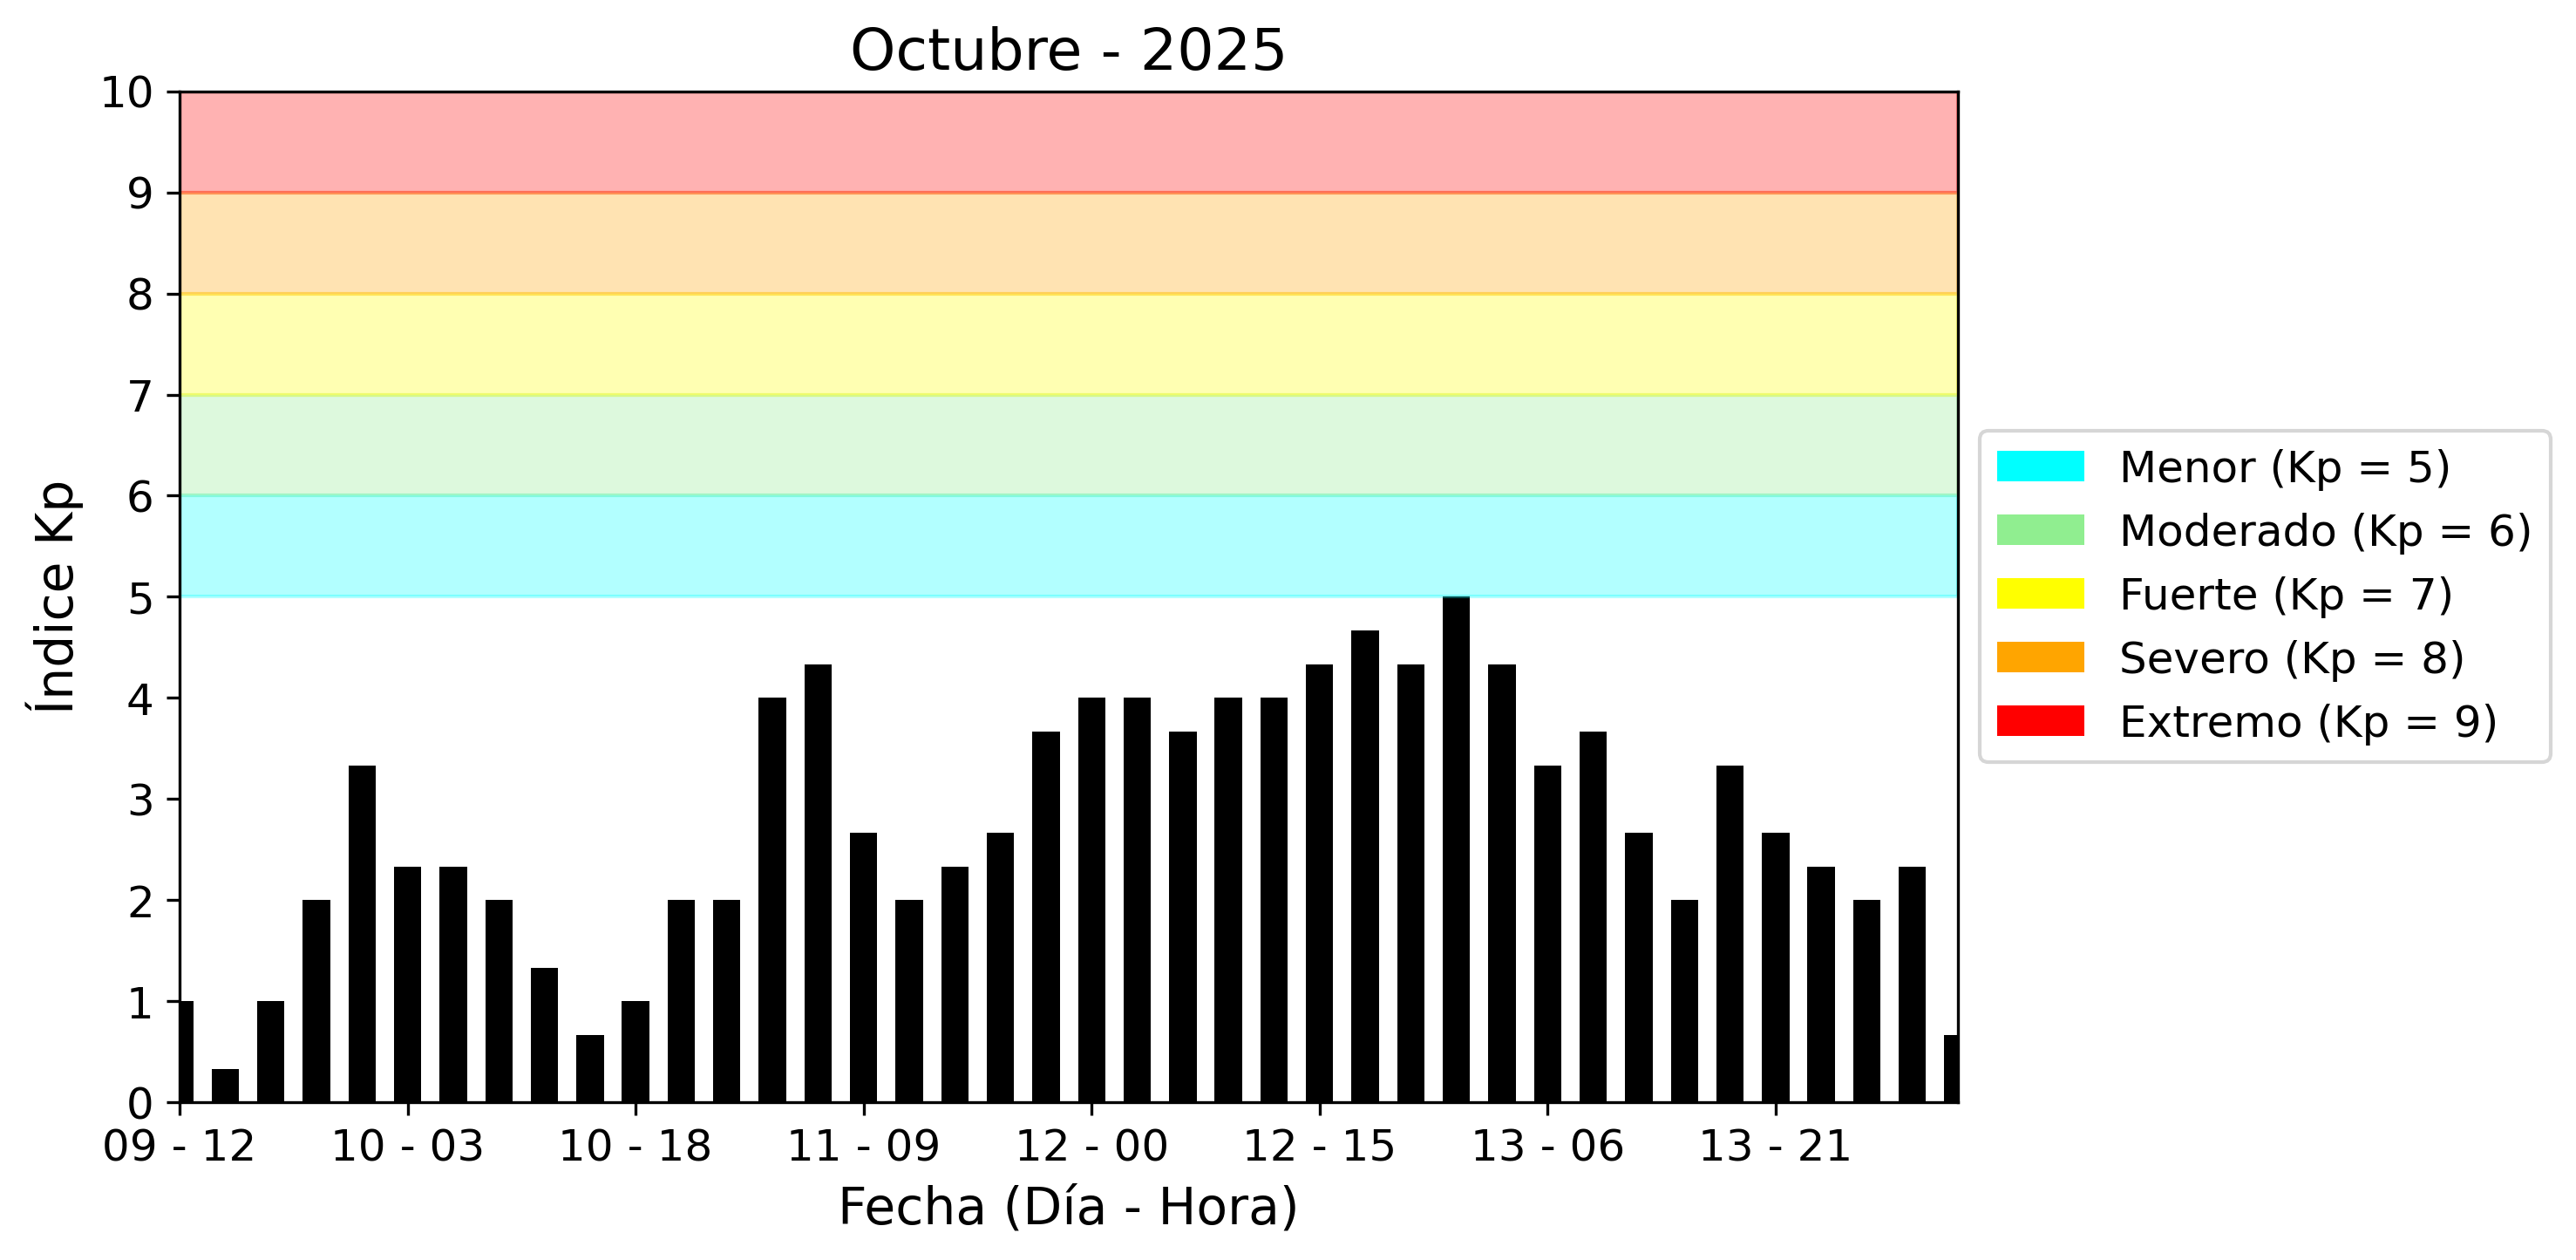 Octubre - 2025
10
9
8
7
6
5
4
3
2
1
0
Índice Kp
09 - 12
10 - 03
10 - 18
11 - 09
12 - 00
12 - 15
13 - 06
13 - 21
Fecha (Día - Hora)
Menor (Kp = 5)
Moderado (Kp = 6)
Fuerte (Kp = 7)
Severo (Kp = 8)
Extremo (Kp = 9)